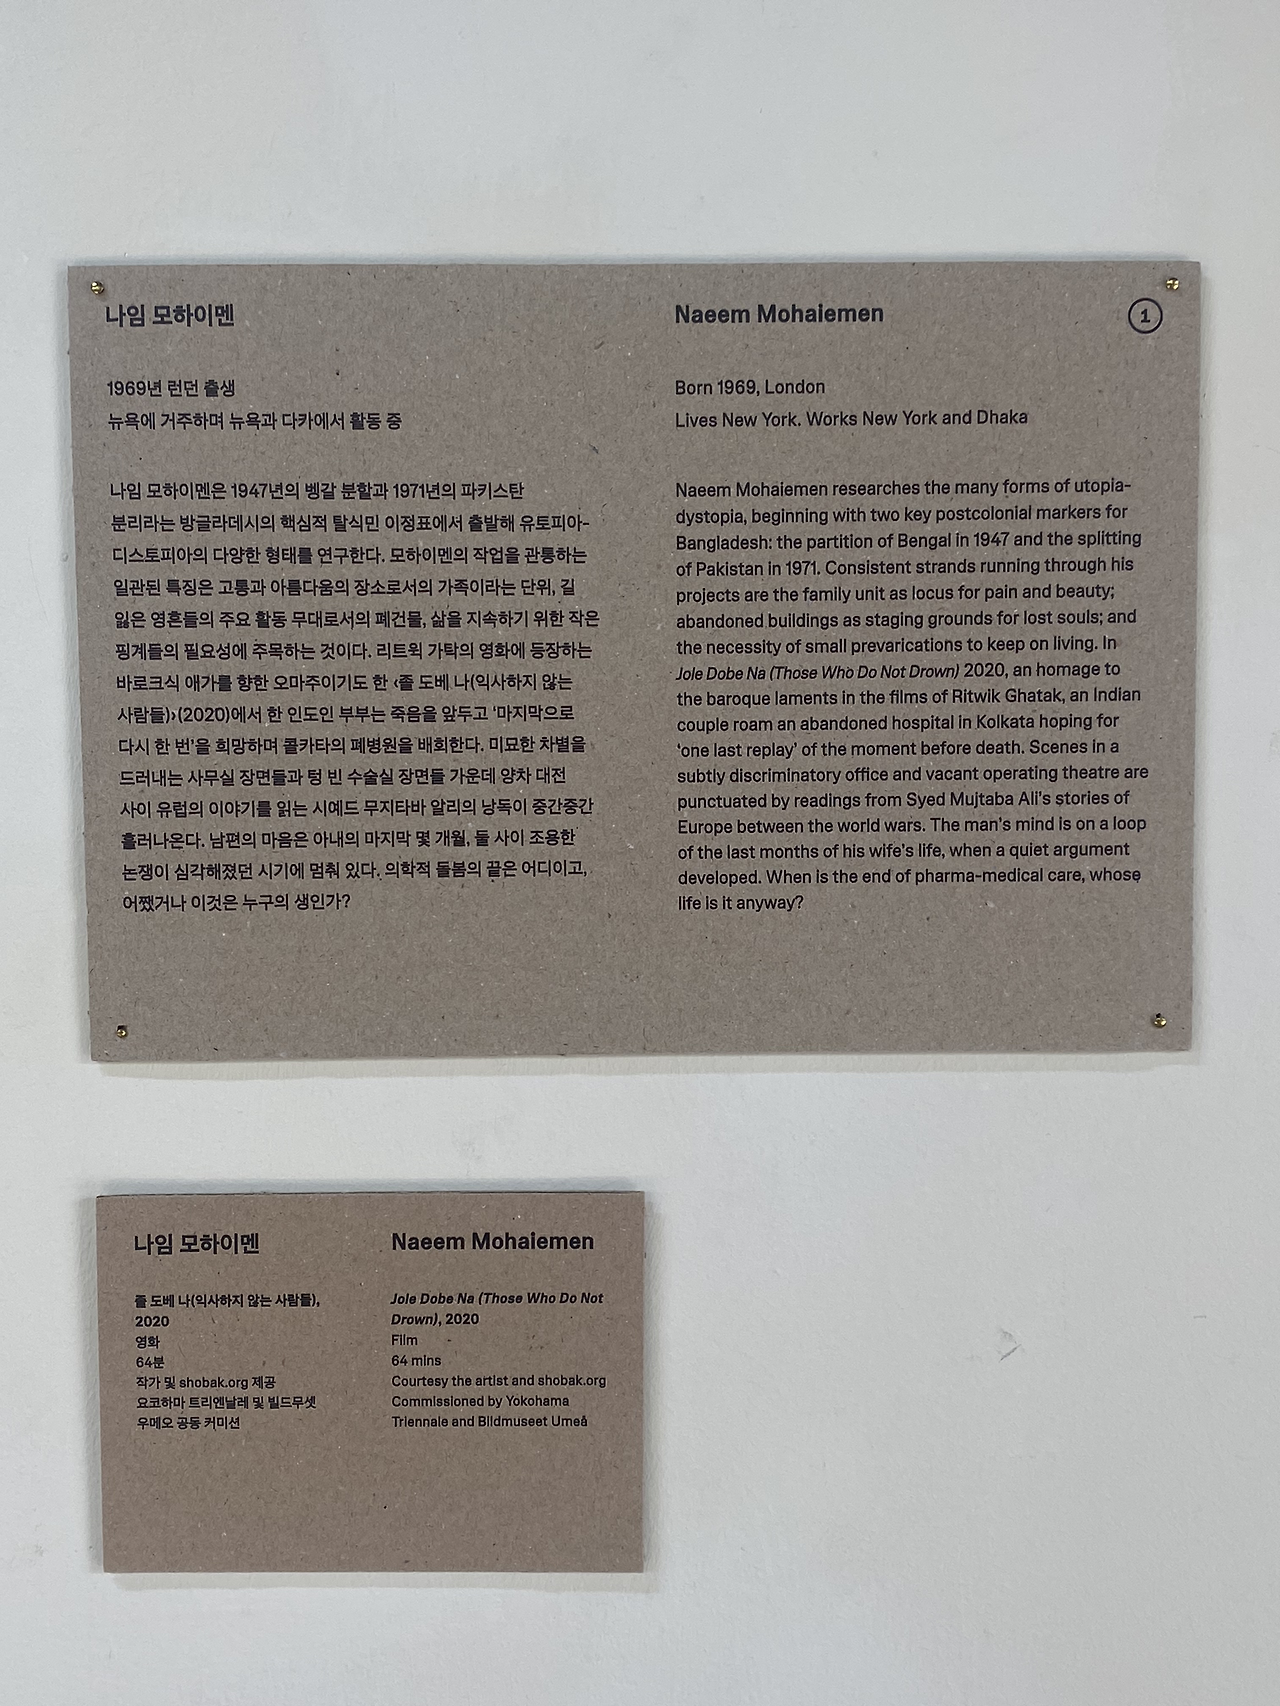 나임 모하이멘
1969년 런던 출생
뉴욕에 거주하며 뉴욕과 다카에서 활동 중
나임 모하이멘은 1947년의 벵갈 분할과 1971년의 파키스탄
분리라는 방글라데시의 핵심적 탈식민 이정표에서 출발해 유토피아-
디스토피아의 다양한 형태를 연구한다. 모하이멘의 작업을 관통하는
일관된 특징은 고통과 아름다움의 장소로서의 가족이라는 단위, 길
잃은 영혼들의 주요 활동 무대로서의 폐건물, 삶을 지속하기 위한 작은
핑계들의 필요성에 주목하는 것이다. 리트윅 가탁의 영화에 등장하는
바로크식 애가를 향한 오마주이기도 한 ‹졸 도베 나(익사하지 않는
사람들)›(2020)에서 한 인도인 부부는 죽음을 앞두고 ‘마지막으로
다시 한 번’을 희망하며 콜카타의 폐병원을 배회한다. 미묘한 차별을
드러내는 사무실 장면들과 텅 빈 수술실 장면들 가운데 양차 대전
사이 유럽의 이야기를 읽는 시예드 무지타바 알리의 낭독이 중간중간
흘러나온다. 남편의 마음은 아내의 마지막 몇 개월, 둘 사이 조용한
논쟁이 심각해졌던 시기에 멈춰 있다. 의학적 돌봄의 끝은 어디이고,
어쨌거나 이것은 누구의 생인가?
Naeem Mohaiemen
1
Born 1969, London
Lives New York. Works New York and Dhaka
Naeem Mohaiemen researches the many forms of utopia-
dystopia, beginning with two key postcolonial markers for
Bangladesh: the partition of Bengal in 1947 and the splitting
of Pakistan in 1971. Consistent strands running through his
projects are the family unit as locus for pain and beauty;
abandoned buildings as staging grounds for lost souls; and
the necessity of small prevarications to keep on living. In
Jole Dobe Na (Those Who Do Not Drown) 2020, an homage to
the baroque laments in the films of Ritwik Ghatak, an Indian
couple roam an abandoned hospital in Kolkata hoping for
‘one last replay’ of the moment before death. Scenes in a
subtly discriminatory office and vacant operating theatre are
punctuated by readings from Syed Mujtaba Ali’s stories of
Europe between the world wars. The man’s mind is on a loop
of the last months of his wife’s life, when a quiet argument
developed. When is the end of pharma-medical care, whose
life is it anyway?
나임 모하이멘
졸 도베 나(익사하지 않는 사람들),
2020
영화
64분
작가 및 shobak.org 제공
요코하마 트리엔날레 및 빌드무셋
우메오 공동 커미션
Naeem Mohaiemen
Jole Dobe Na (Those Who Do Not
Drown), 2020
Film
64 mins
Courtesy the artist and shobak.org
Commissioned by Yokohama
Triennale and Bildmuseet Umeå